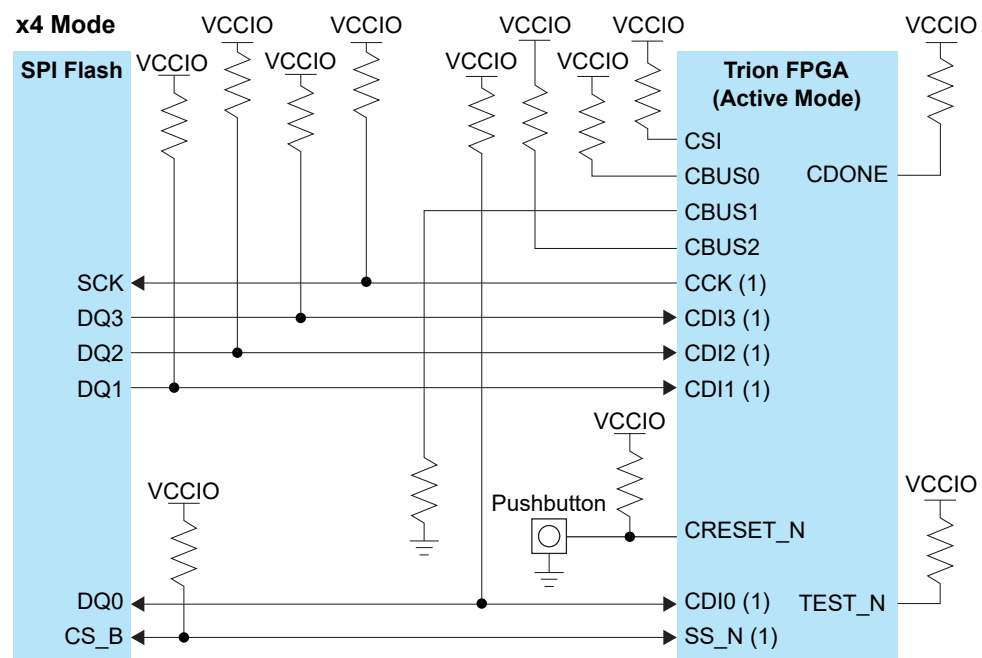 x4 Mode
VCCIO
VCCIO
VCCIO
VCCIO
VCCIO
VCCIO
SPI Flash
VCCIO
VCCIO
VCCIO
VCCIO
Trion FPGA
(Active Mode)
CSI
CBUS0
CDONE
CBUS1
CBUS2
SCK
CCK (1)
DQ3
CDI3 (1)
DQ2
CDI2 (1)
DQ1
CDI1 (1)
VCCIO
VCCIO
VCCIO
Pushbutton
CRESET_N
DQ0
CDI0 (1)
TEST_N
CS_B
SS_N (1)